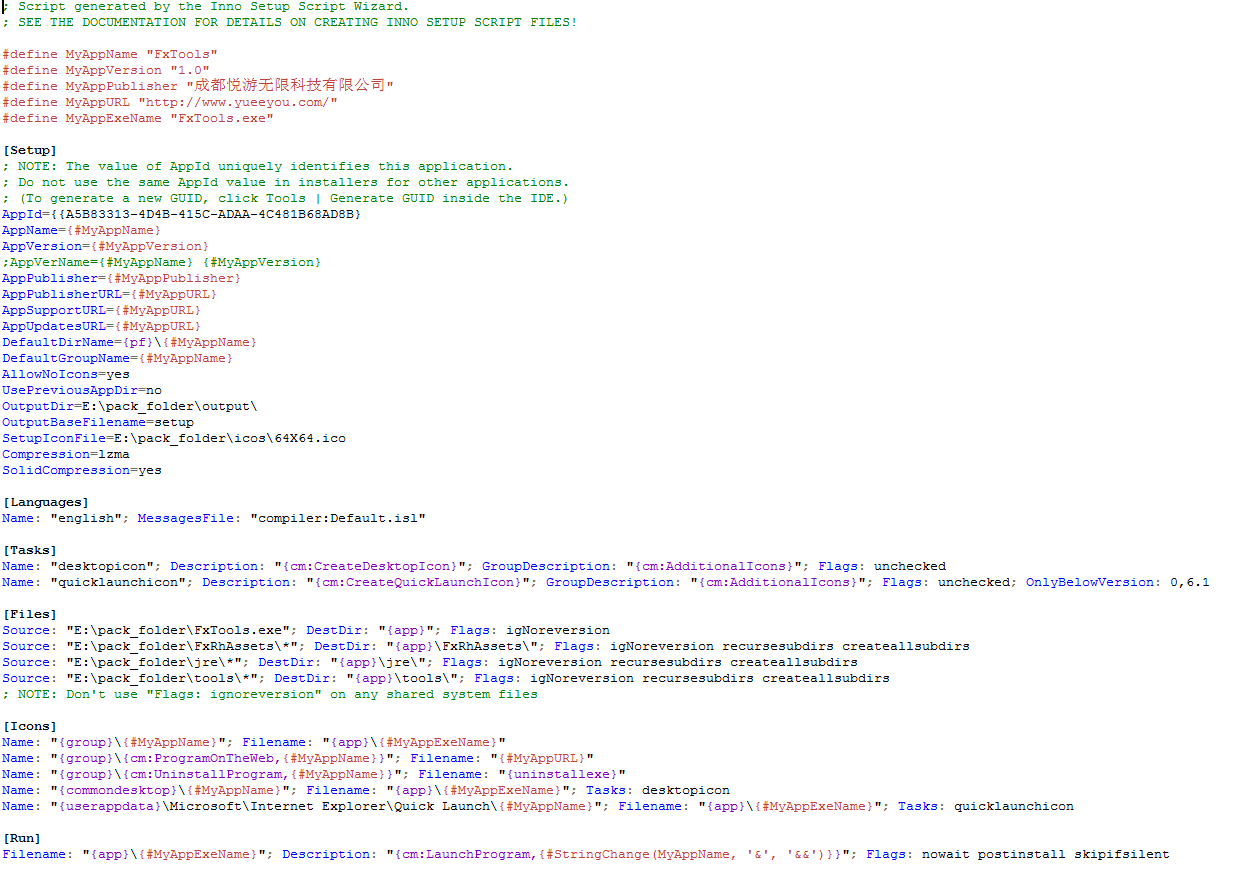 ; Script generated by the Inno Setup Script Wizard.
; SEE THE DOCUMENTATION FOR DETAILS ON CREATING INNO SETUP SCRIPT FILES!
#define MyAppName "FxTools"
#define MyAppVersion "1.0"
#define MyAppPublisher "成都悦游无限科技有限公司"
#define MyAppURL "http://www.yueeyou.com/"
#define MyAppExeName "FxTools.exe"
[Setup]
; NOTE: The value of AppId uniquely identifies this application.
; Do not use the same AppId value in installers for other applications.
; (To generate a new GUID, click Tools | Generate GUID inside the IDE.)
AppId={{A5B83313-4D4B-415C-ADAA-4C481B68AD8B}
AppName={#MyAppName}
AppVersion={#MyAppVersion}
;AppVerName={#MyAppName} {#MyAppVersion}
AppPublisher={#MyAppPublisher}
AppPublisherURL={#MyAppURL}
AppSupportURL={#MyAppURL}
AppUpdatesURL={#MyAppURL}
DefaultDirName={pf}\{#MyAppName}
DefaultGroupName={#MyAppName}
AllowNoIcons=yes
UsePreviousAppDir=no
OutputDir=E:\pack_folder\output\
OutputBaseFilename=setup
SetupIconFile=E:\pack_folder\icos\64X64.ico
Compression=lzma
SolidCompression=yes
[Languages]
Name: "english"; MessagesFile: "compiler:Default.isl"
[Tasks]
Name: "desktopicon"; Description: "{cm:CreateDesktopIcon}"; GroupDescription: "{cm:AdditionalIcons}"; Flags: unchecked
Name: "quicklaunchicon"; Description: "{cm:CreateQuickLaunchIcon}"; GroupDescription: "{cm:AdditionalIcons}"; Flags: unchecked; OnlyBelowVersion: 0,6.1
[Files]
Source: "E:\pack_folder\FxTools.exe"; DestDir: "{app}"; Flags: igNoreversion
Source: "E:\pack_folder\FxRhAssets\*"; DestDir: "{app}\FxRhAssets\"; Flags: igNoreversion recursesubdirs createallsubdirs
Source: "E:\pack_folder\jre\*"; DestDir: "{app}\jre\"; Flags: igNoreversion recursesubdirs createallsubdirs
Source: "E:\pack_folder\tools\*"; DestDir: "{app}\tools\"; Flags: igNoreversion recursesubdirs createallsubdirs
; NOTE: Don't use "Flags: ignoreversion" on any shared system files
[Icons]
Name: "{group}\{#MyAppName}"; Filename: "{app}\{#MyAppExeName}"
Name: "{group}\{cm:ProgramOnTheWeb,{#MyAppName}}"; Filename: "{#MyAppURL}"
Name: "{group}\{cm:UninstallProgram,{#MyAppName}}"; Filename: "{uninstallexe}"
Name: "{commondesktop}\{#MyAppName}"; Filename: "{app}\{#MyAppExeName}"; Tasks: desktopicon
Name: "{userappdata}\Microsoft\Internet Explorer\Quick Launch\{#MyAppName}"; Filename: "{app}\{#MyAppExeName}"; Tasks: quicklaunchicon
[Run]
Filename: "{app}\{#MyAppExeName}"; Description: "{cm:LaunchProgram,{#StringChange(MyAppName, '&', '&&')}}"; Flags: nowait postinstall skipifsilent